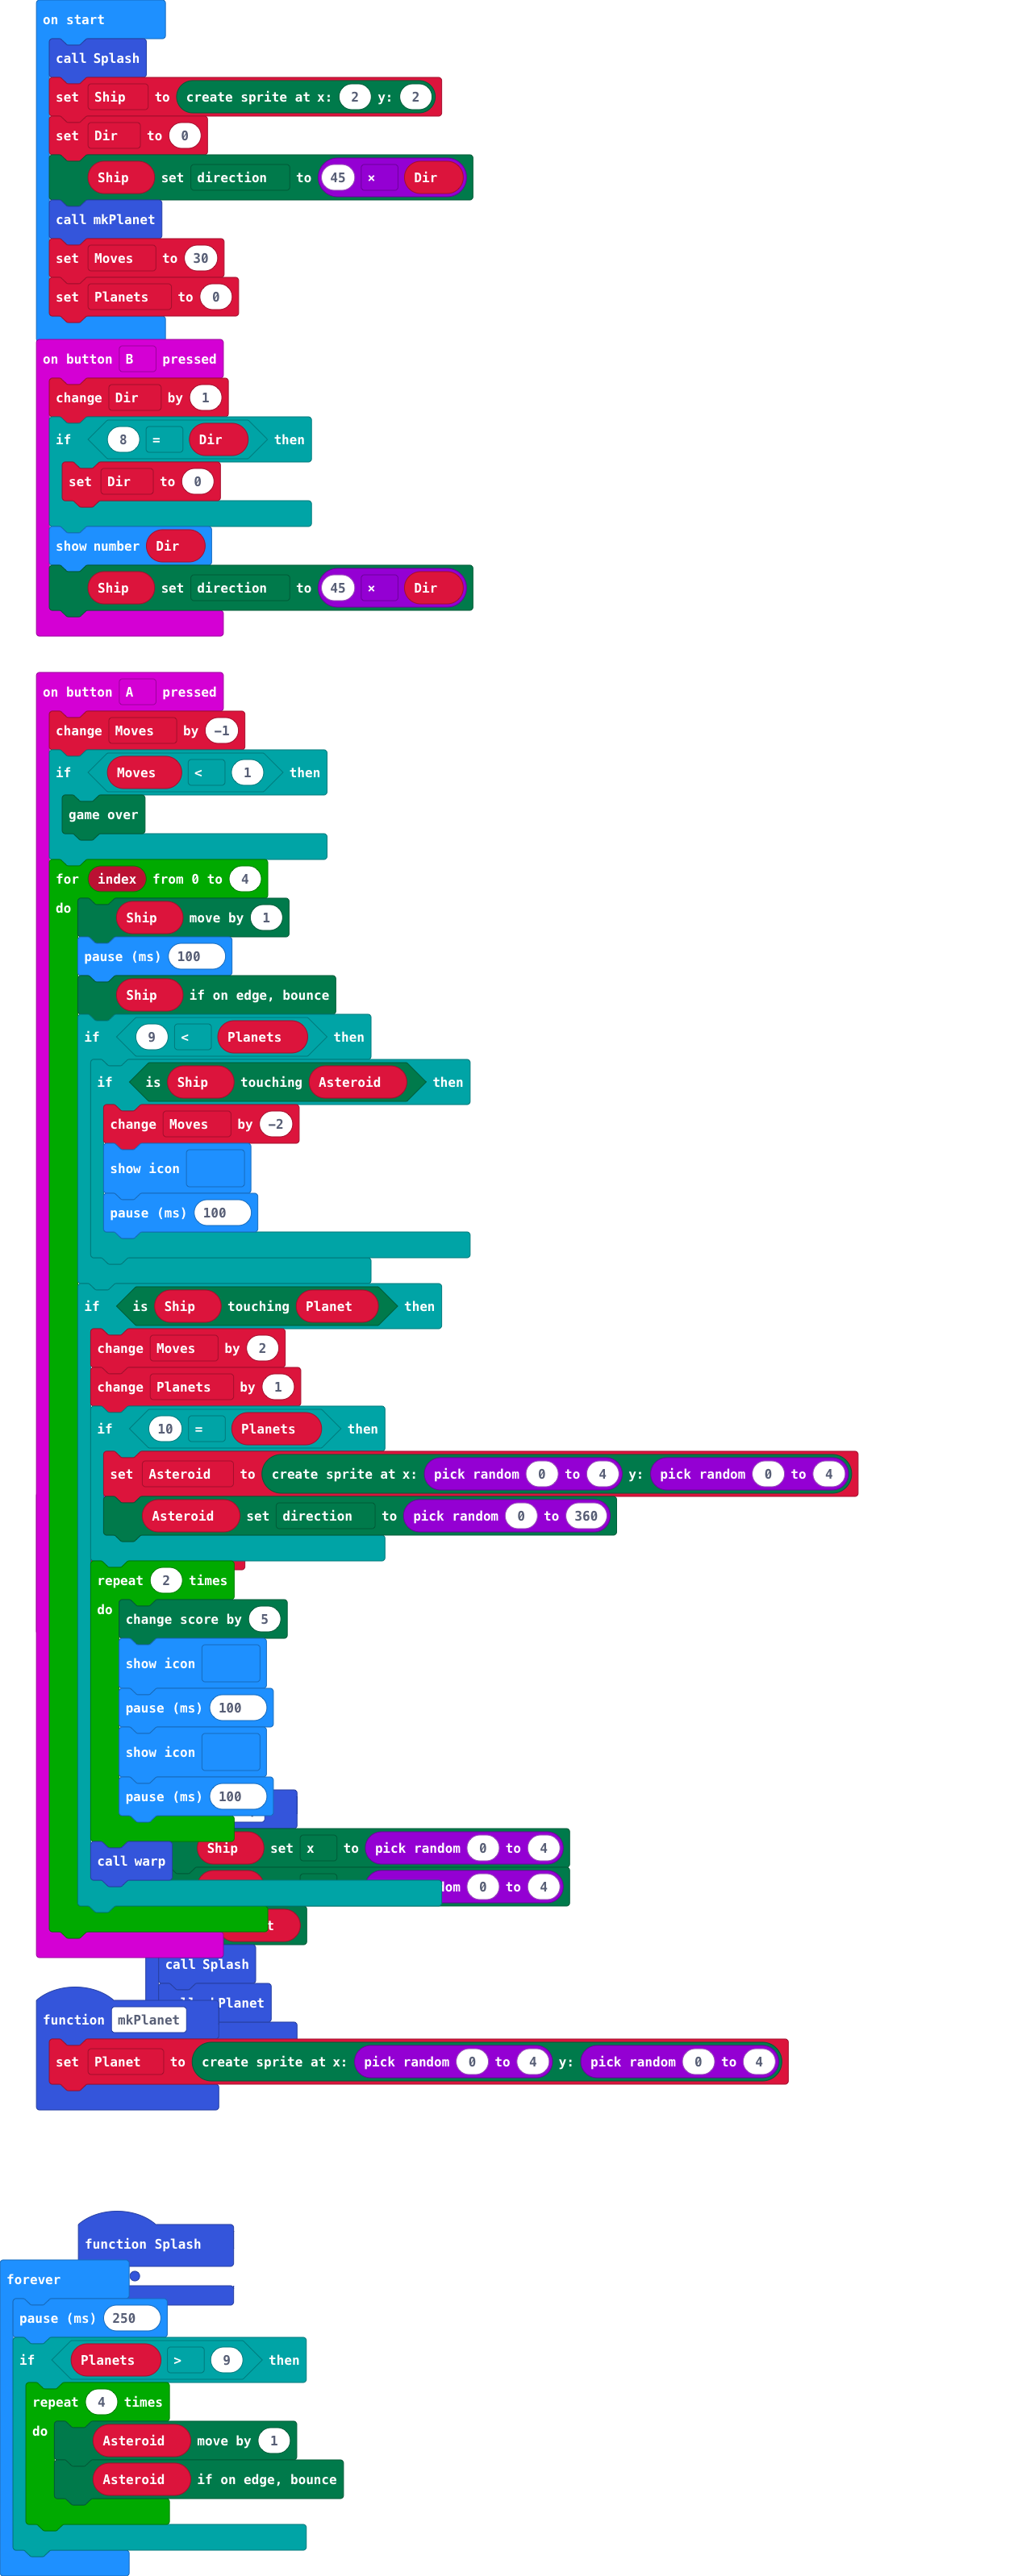 on start
call Splash
set Ship to create sprite at x: 2 y: 2
set Dir to 0
Ship set direction to 45 × Dir
call mkPlanet
set Moves to 30
set Planets to 0
on button B pressed
change Dir by 1
if 8 = Dir then
set Dir to 0
show number Dir
Ship set direction to 45 × Dir
on button A pressed
change Moves by −1
if Moves < 1 then
game over
for index from 0 to 4
do
Ship move by 1
pause (ms) 100
Ship if on edge, bounce
if 9 < Planets then
if is Ship touching Asteroid then
change Moves by −2
show icon
pause (ms) 100
if is Ship touching Planet then
change Moves by 2
change Planets by 1
if 10 = Planets then
set Asteroid to create sprite at x: pick random 0 to 4 y: pick random 0 to 4
Asteroid set direction to pick random 0 to 360
repeat 2 times
do
change score by 5
show icon
pause (ms) 100
show icon
pause (ms) 100
Ship set x to pick random 0 to 4
call warp
0 to 4
call Splash
function mkPlanet
set Planet to create sprite at x: pick random 0 to 4 y: pick random 0 to 4
function Splash
forever
pause (ms) 250
if Planets > 9 then
repeat 4 times
do
Asteroid move by 1
Asteroid if on edge, bounce